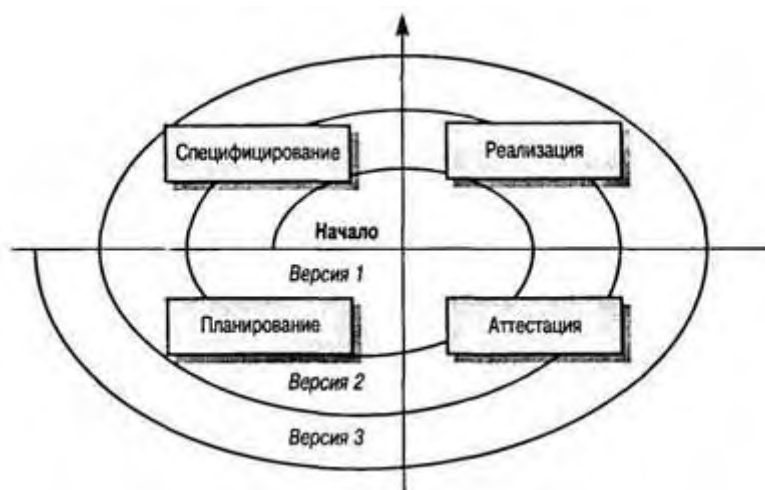 Специфицирование
Реализация
Начало
Версия 1
Планирование
Аттестация
Версия 2
Версия 3